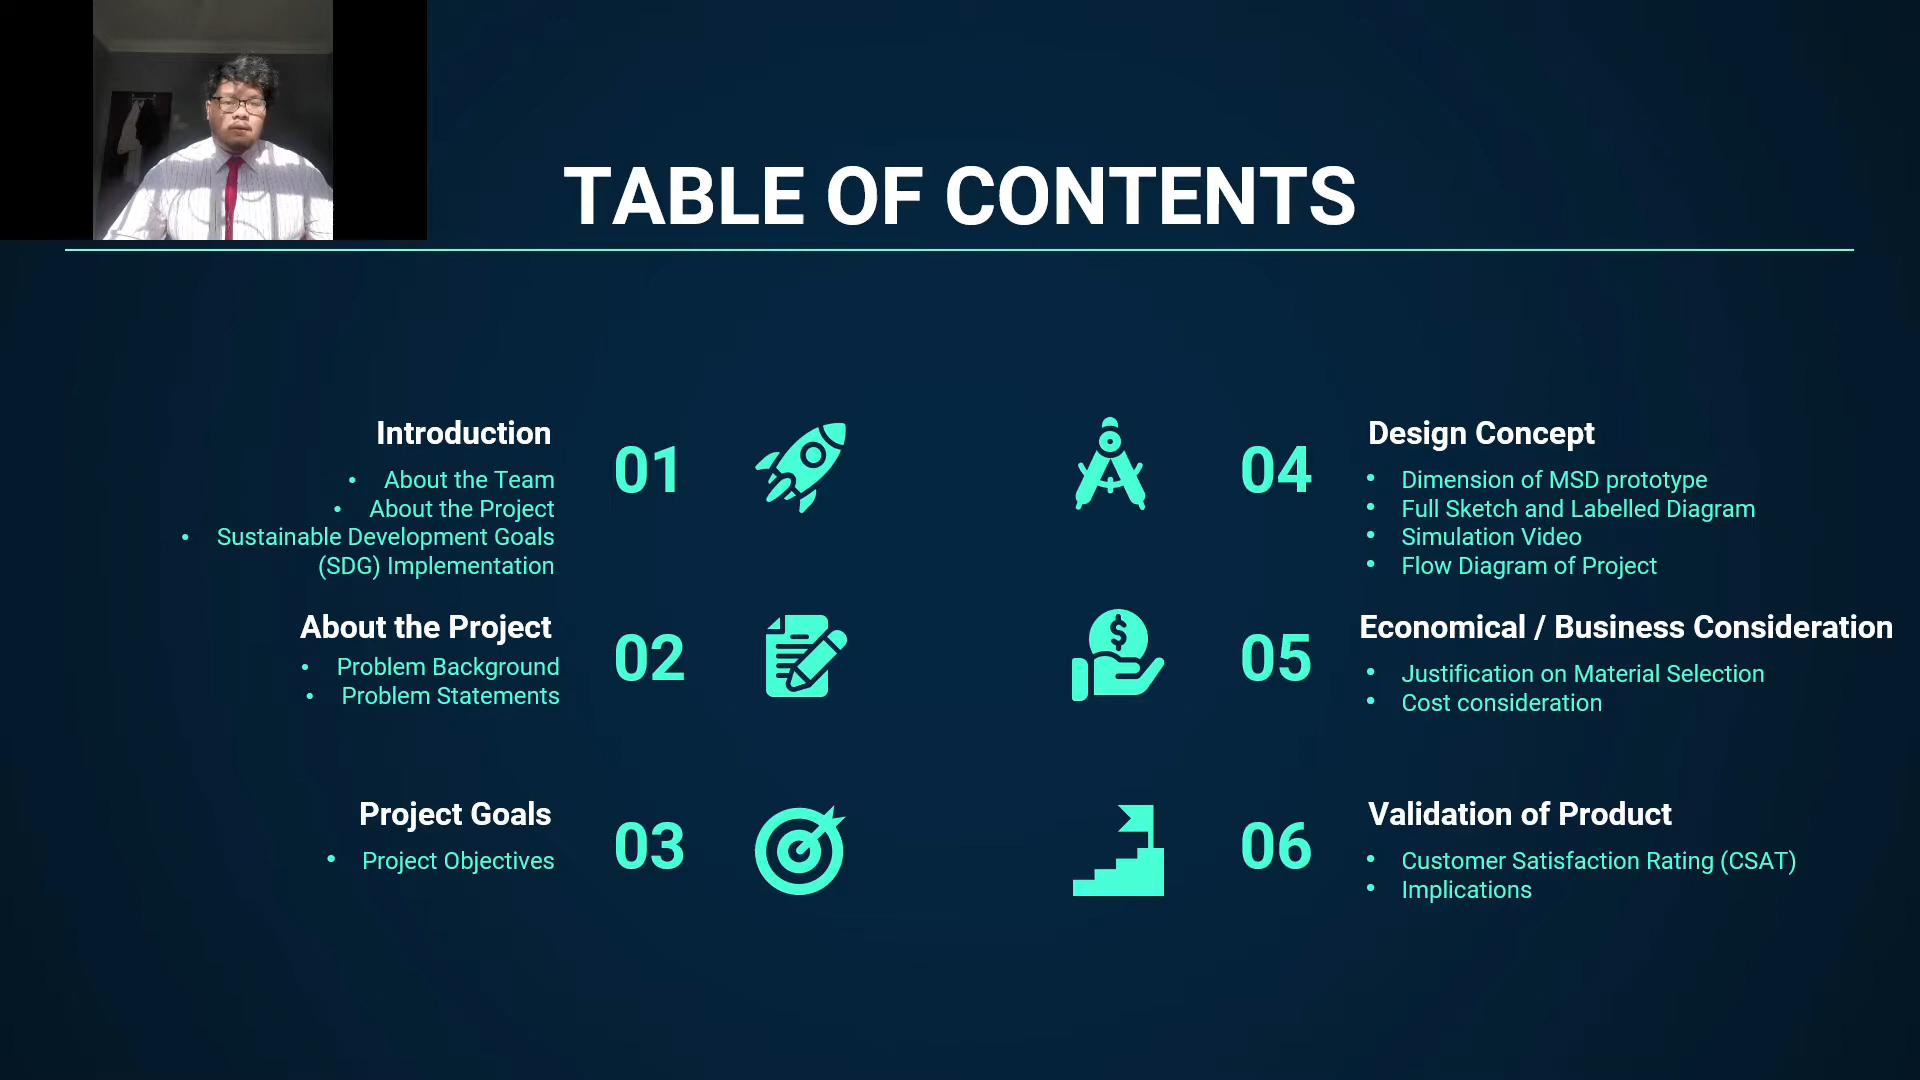 TABLE OF CONTENTS
Introduction
• About the Team
• About the Project
• Sustainable Development Goals
(SDG) Implementation
01
About the Project
• Problem Background
• Problem Statements
02
Project Goals
• Project Objectives
03
04
Design Concept
• Dimension of MSD prototype
• Full Sketch and Labelled Diagram
• Simulation Video
• Flow Diagram of Project
$
05
Economical / Business Consideration
• Justification on Material Selection
• Cost consideration
06
Validation of Product
• Customer Satisfaction Rating (CSAT)
• Implications